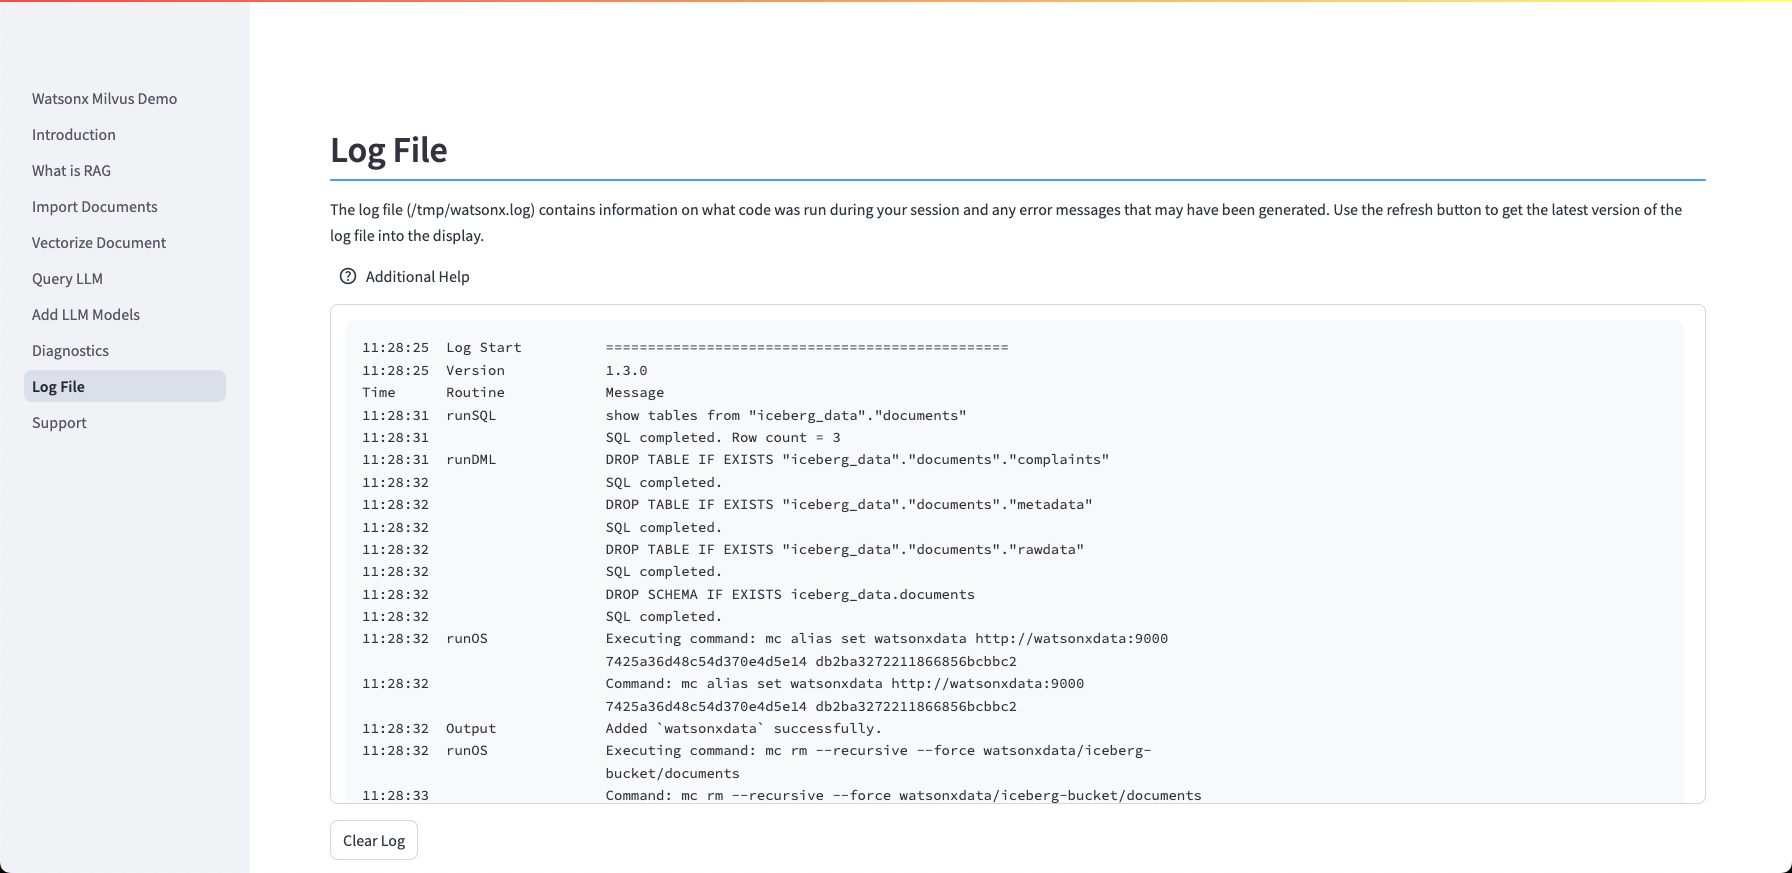 Watsonx Milvus Demo
Introduction
What is RAG
Import Documents
Vectorize Document
Query LLM
Add LLM Models
Diagnostics
Log File
Support
Log File
The log file (/tmp/watsonx.log) contains information on what code was run during your session and any error messages that may have been generated. Use the refresh button to get the latest version of the
log file into the display.
Additional Help
11:28:25  Log Start          ================================================
11:28:25  Version            1.3.0
Time      Routine            Message
11:28:31  runSQL             show tables from "iceberg_data"."documents"
11:28:31                     SQL completed. Row count = 3
11:28:31  runDML             DROP TABLE IF EXISTS "iceberg_data"."documents"."complaints"
11:28:32                     SQL completed.
11:28:32                     DROP TABLE IF EXISTS "iceberg_data"."documents"."metadata"
11:28:32                     SQL completed.
11:28:32                     DROP TABLE IF EXISTS "iceberg_data"."documents"."rawdata"
11:28:32                     SQL completed.
11:28:32                     DROP SCHEMA IF EXISTS iceberg_data.documents
11:28:32                     SQL completed.
11:28:32  runOS              Executing command: mc alias set watsonxdata http://watsonxdata:9000
                             7425a36d48c54d370e4d5e14 db2ba3272211866856bcbbc2
11:28:32                     Command: mc alias set watsonxdata http://watsonxdata:9000
                             7425a36d48c54d370e4d5e14 db2ba3272211866856bcbbc2
11:28:32  Output             Added `watsonxdata` successfully.
11:28:32  runOS              Executing command: mc rm --recursive --force watsonxdata/iceberg-
                             bucket/documents
11:28:33                     Command: mc rm --recursive --force watsonxdata/iceberg-bucket/documents
Clear Log